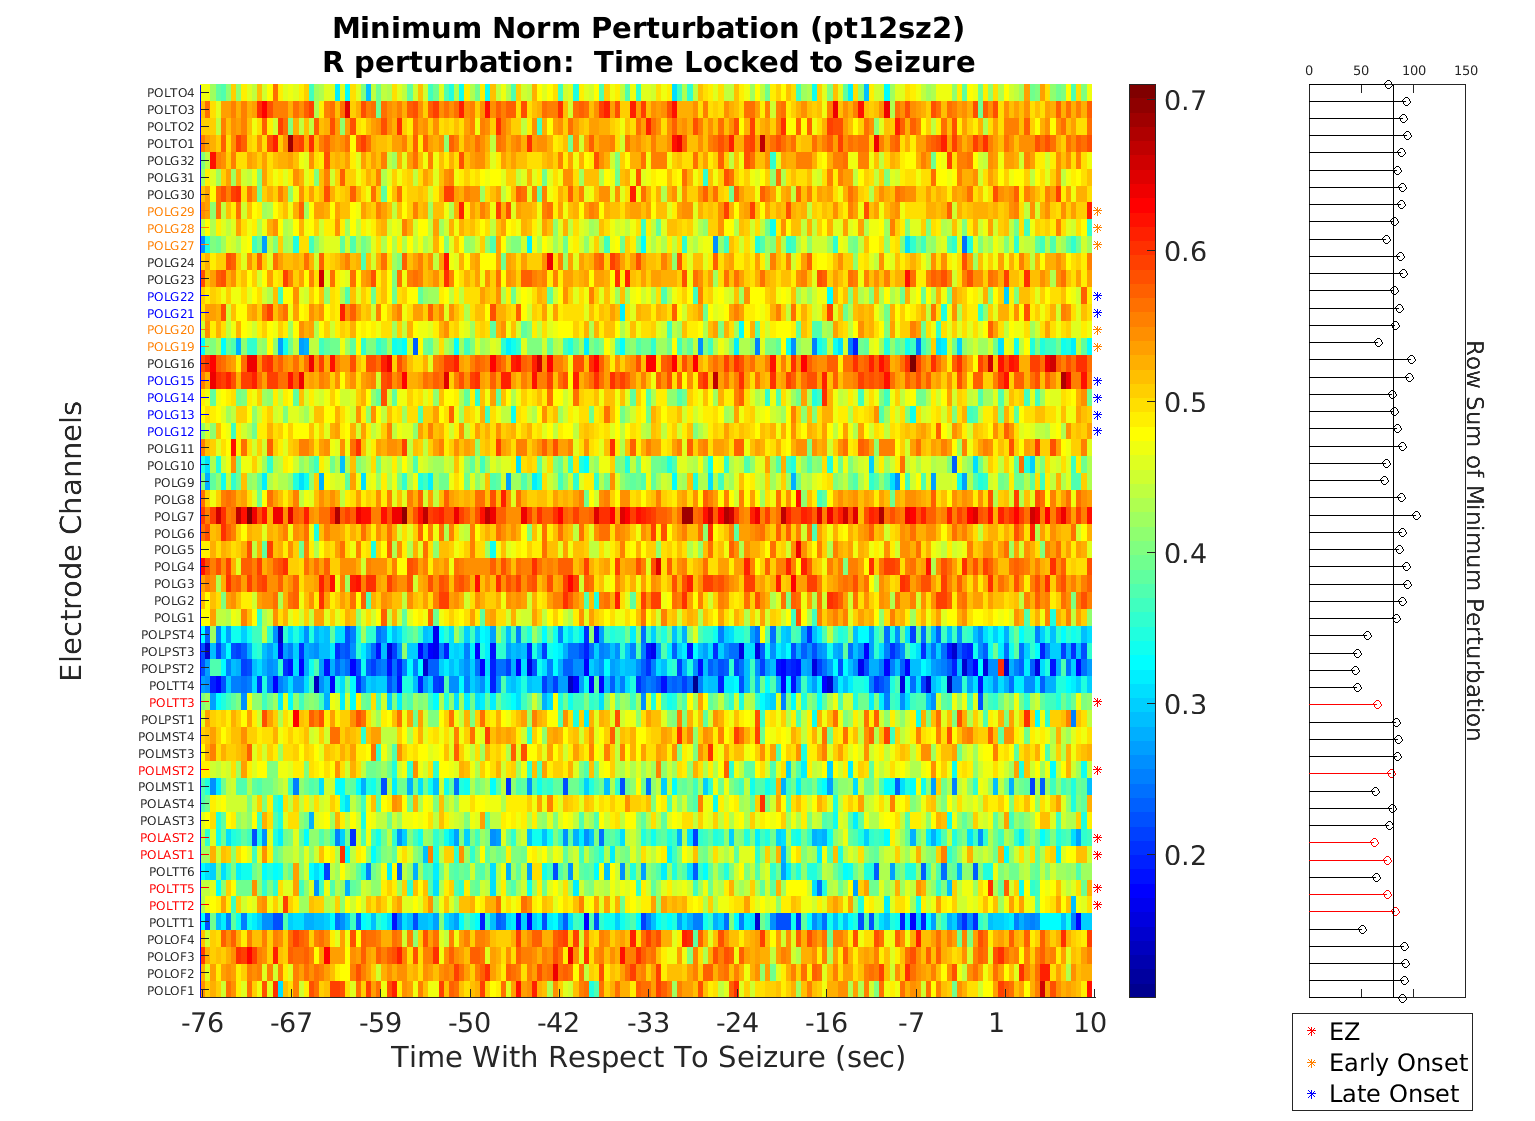 Minimum Norm Perturbation (pt12sz2)
R perturbation:  Time Locked to Seizure
Electrode Channels
POLTO4
POLTO3
POLTO2
POLTO1
POLG32
POLG31
POLG30
POLG29
POLG28
POLG27
POLG24
POLG23
POLG22
POLG21
POLG20
POLG19
POLG16
POLG15
POLG14
POLG13
POLG12
POLG11
POLG10
POLG9
POLG8
POLG7
POLG6
POLG5
POLG4
POLG3
POLG2
POLG1
POLPST4
POLPST3
POLPST2
POLTT4
POLTT3
POLPST1
POLMST4
POLMST3
POLMST2
POLMST1
POLAST4
POLAST3
POLAST2
POLAST1
POLTT6
POLTT5
POLTT2
POLTT1
POLOF4
POLOF3
POLOF2
POLOF1
-76 -67 -59 -50 -42 -33 -24 -16 -7 1 10
Time With Respect To Seizure (sec)
0.7
0.6
0.5
0.4
0.3
0.2
0 50 100 150
Row Sum of Minimum Perturbation
EZ
Early Onset
Late Onset